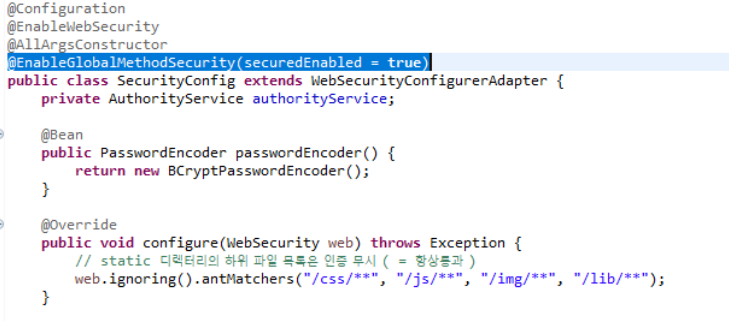 @Configuration
@EnableWebSecurity
@AllArgsConstructor
@EnableGlobalMethodSecurity(securedEnabled = true)
public class SecurityConfig extends WebSecurityConfigurerAdapter {
private AuthorityService authorityService;
@Bean
public PasswordEncoder passwordEncoder() {
return new BCryptPasswordEncoder();
}
@Override
public void configure(WebSecurity web) throws Exception {
// static 디렉터리의 하위 파일 목록은 인증 무시 ( = 항상통과 )
web.ignoring().antMatchers("/css/**", "/js/**", "/img/**", "/lib/**");
}